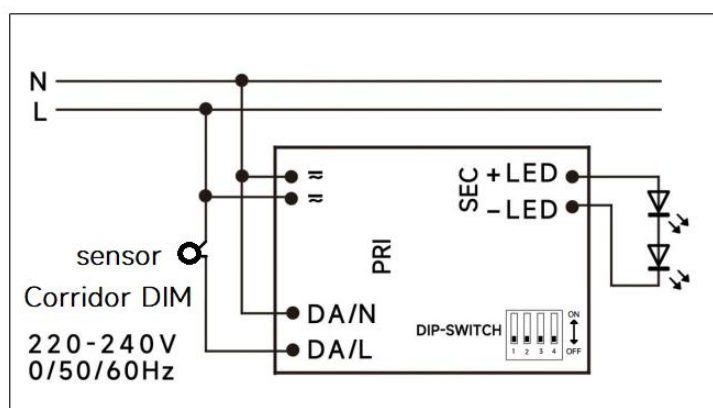 N
L
≂
≂
SEC
+LED
−LED
PRI
sensor
Corridor DIM
220-240V
0/50/60Hz
DA/N
DA/L
DIP-SWITCH
ON
1 2 3 4
OFF